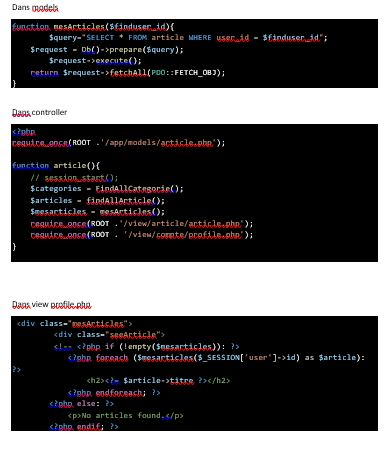 Dans models
function mesArticles($finduser_id){
$query="SELECT * FROM article WHERE user_id = $finduser_id";
$request = Db()->prepare($query);
$request->execute();
return $request->fetchAll(PDO::FETCH_OBJ);
}
Dans controller
<?php
require_once(ROOT .'/app/models/article.php');
function article(){
// session_start();
$categories = FindAllCategorie();
$articles = findAllArticle();
$mesarticles = mesArticles();
require_once(ROOT .'/view/article/article.php');
require_once(ROOT . '/view/compte/profile.php');
}
Dans view profile.php
<div class="mesArticles">
<div class="seeArticle">
<!-- <?php if (!empty($mesarticles)): ?>
<?php foreach ($mesarticles($_SESSION['user']->id) as $article):
?>
<h2><?= $article->titre ?></h2>
<?php endforeach; ?>
<?php else: ?>
<p>No articles found.</p>
<?php endif; ?>